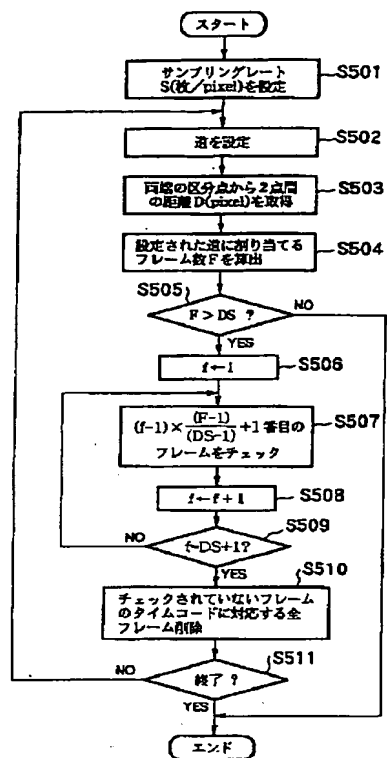 スタート
サンプリングレート
S(枚/pixel)を設定
S501
道を設定
S502
両端の区分点から2点間
の距離D(pixel)を取得
S503
設定された道に割り当てる
フレーム数Fを算出
S504
S505
F>DS ?
NO
YES
f←1
S506
(f-1)×(F-1)/(DS-1)+1番目の
フレームをチェック
S507
f←f+1
S508
S509
f=DS+1?
NO
YES
S510
チェックされていないフレーム
のタイムコードに対応する全
フレーム削除
S511
終了 ?
NO
YES
エンド